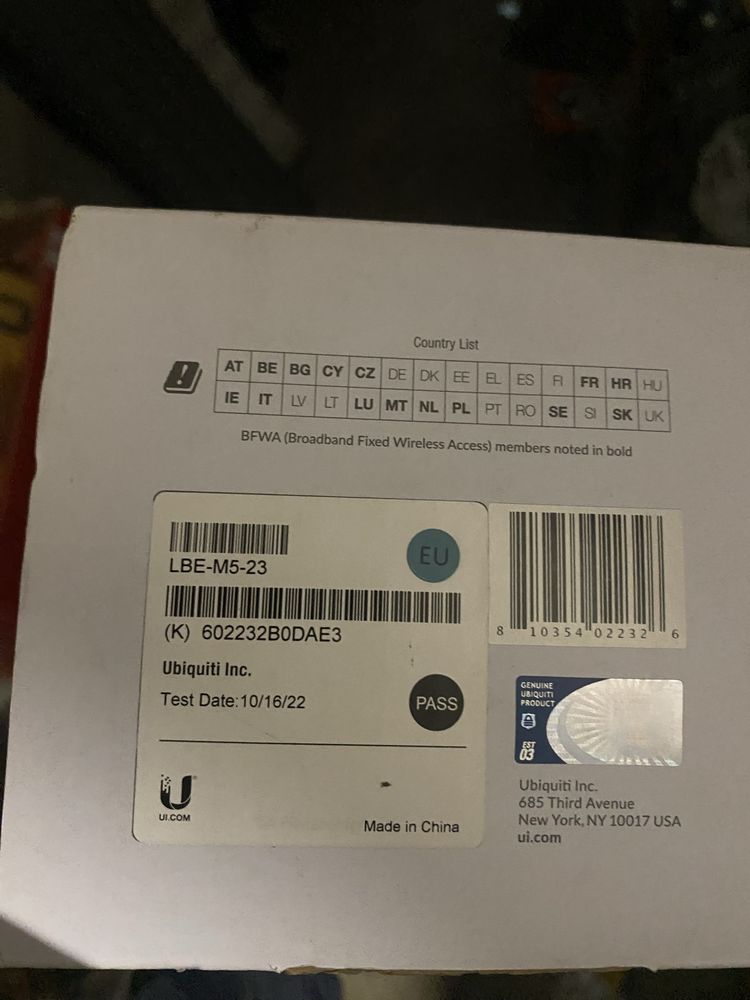 Country List
AT BE BG CY CZ DE DK EE EL ES FI FR HR HU
IE IT LV LT LU MT NL PL PT RO SE SI SK UK
BFWA (Broadband Fixed Wireless Access) members noted in bold
EU
LBE-M5-23
(K) 602232B0DAE3
Ubiquiti Inc.
Test Date:10/16/22
PASS
UI.COM
Made in China
8 10354 02232 6
GENUINE
UBIQUITI
PRODUCT
EST
03
Ubiquiti Inc.
685 Third Avenue
New York, NY 10017 USA
ui.com